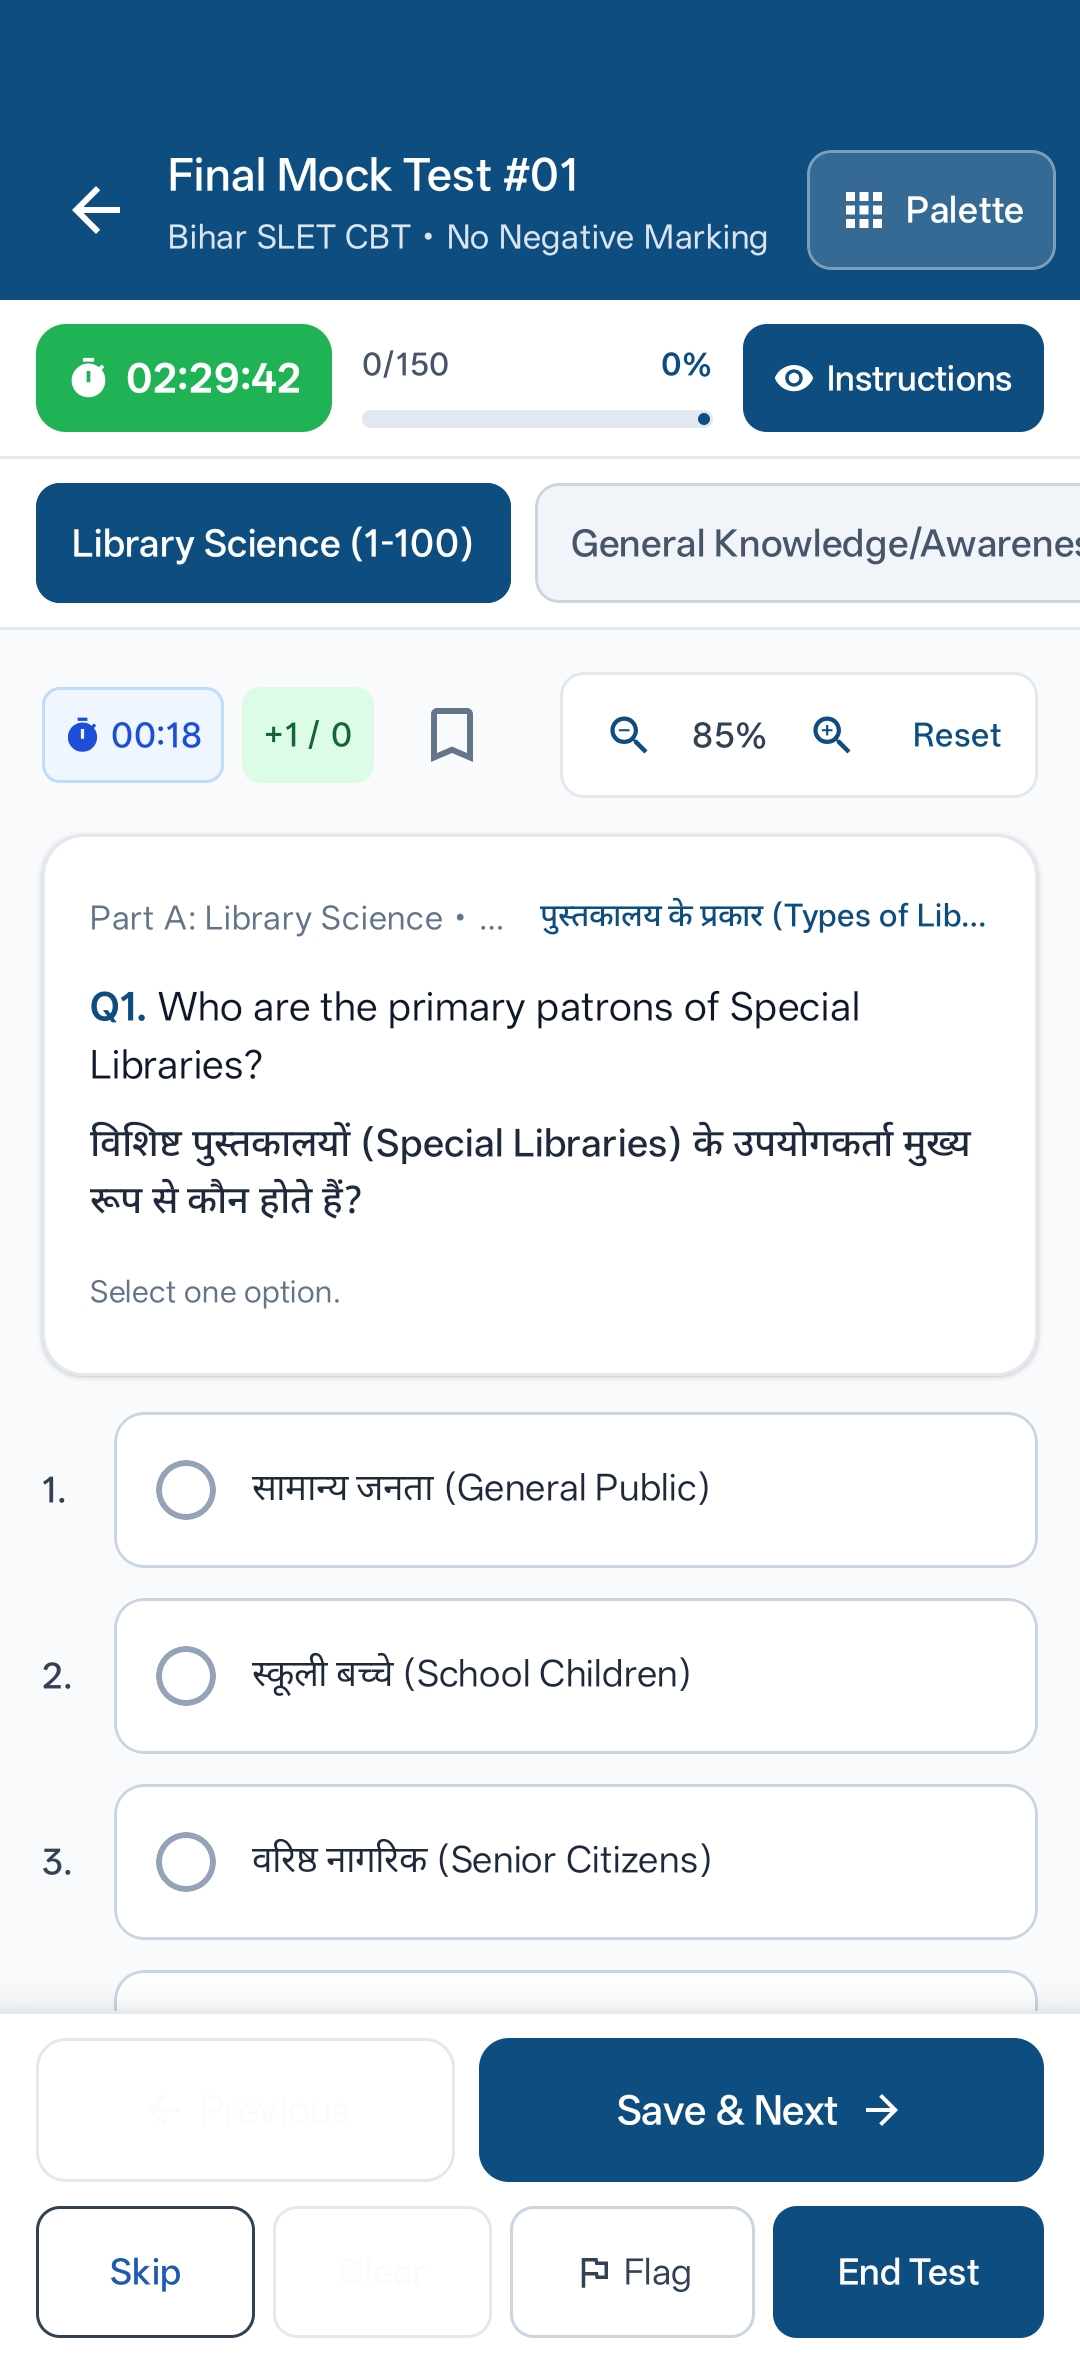 Final Mock Test #01
Bihar SLET CBT • No Negative Marking
Palette
02:29:42
0/150
0%
Instructions
Library Science (1-100)
General Knowledge/Awarenes
00:18
+1 / 0
85%
Reset
Part A: Library Science • ...
पुस्तकालय के प्रकार (Types of Lib...
Q1. Who are the primary patrons of Special
Libraries?
विशिष्ट पुस्तकालयों (Special Libraries) के उपयोगकर्ता मुख्य
रूप से कौन होते हैं?
Select one option.
1. सामान्य जनता (General Public)
2. स्कूली बच्चे (School Children)
3. वरिष्ठ नागरिक (Senior Citizens)
← Previous
Save & Next →
Skip
Clear
Flag
End Test